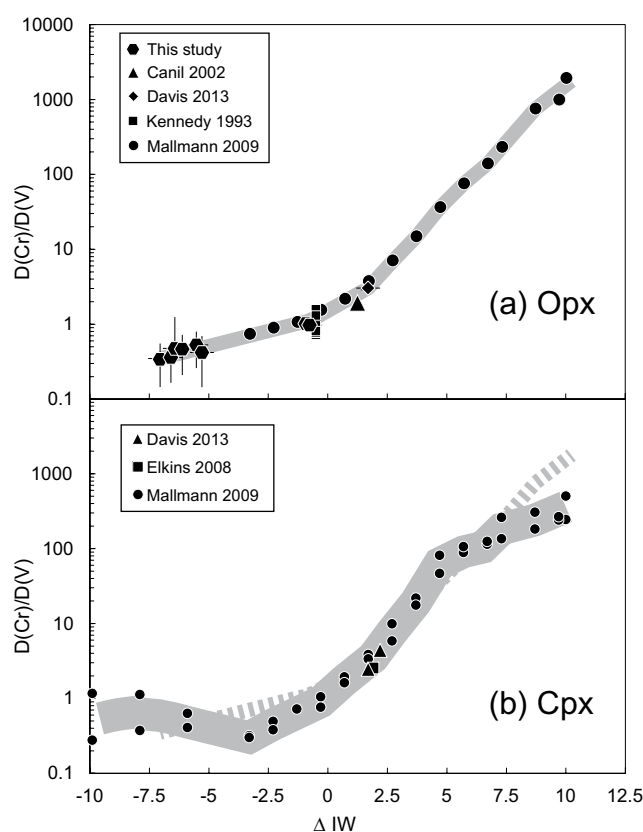 10000
1000
100
10
1
0.1
D(Cr)/D(V)
This study
Canil 2002
Davis 2013
Kennedy 1993
Mallmann 2009
(a) Opx
1000
100
10
1
0.1
D(Cr)/D(V)
Davis 2013
Elkins 2008
Mallmann 2009
(b) Cpx
-10 -7.5 -5 -2.5 0 2.5 5 7.5 10 12.5
Δ IW